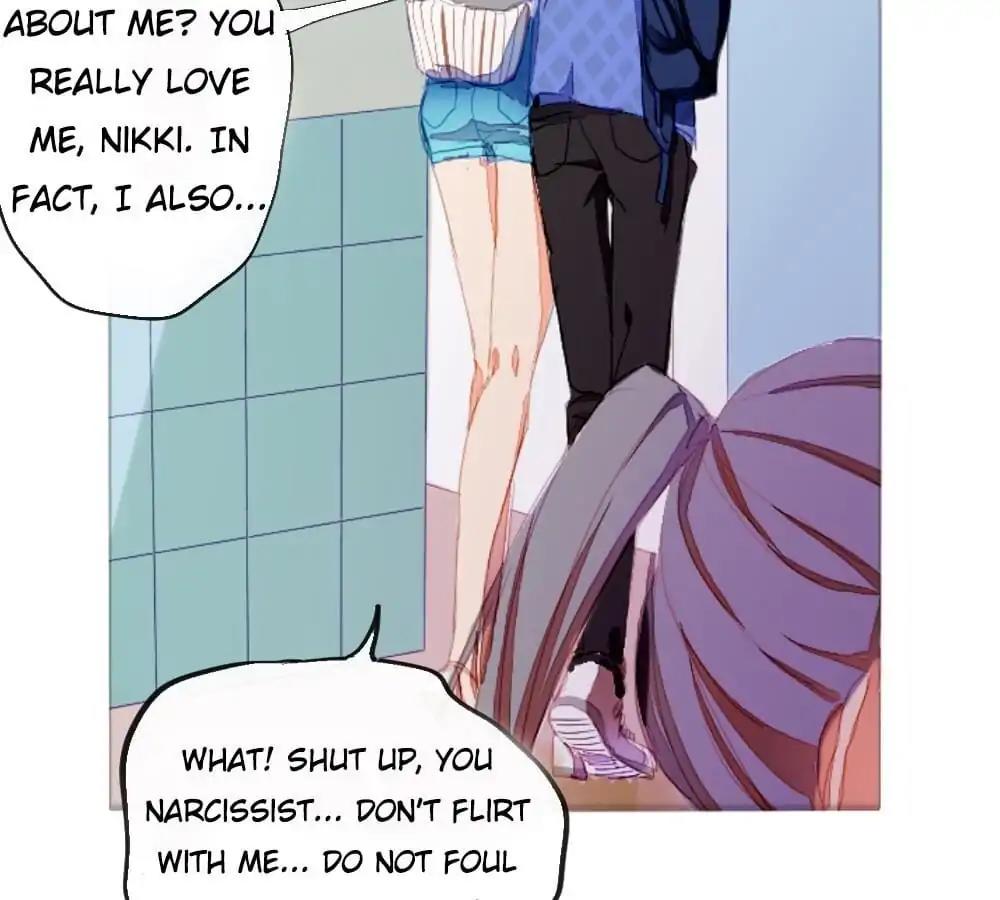 ABOUT ME? YOU
REALLY LOVE
ME, NIKKI. IN
FACT, I ALSO...
WHAT! SHUT UP, YOU
NARCISSIST... DON'T FLIRT
WITH ME... DO NOT FOUL